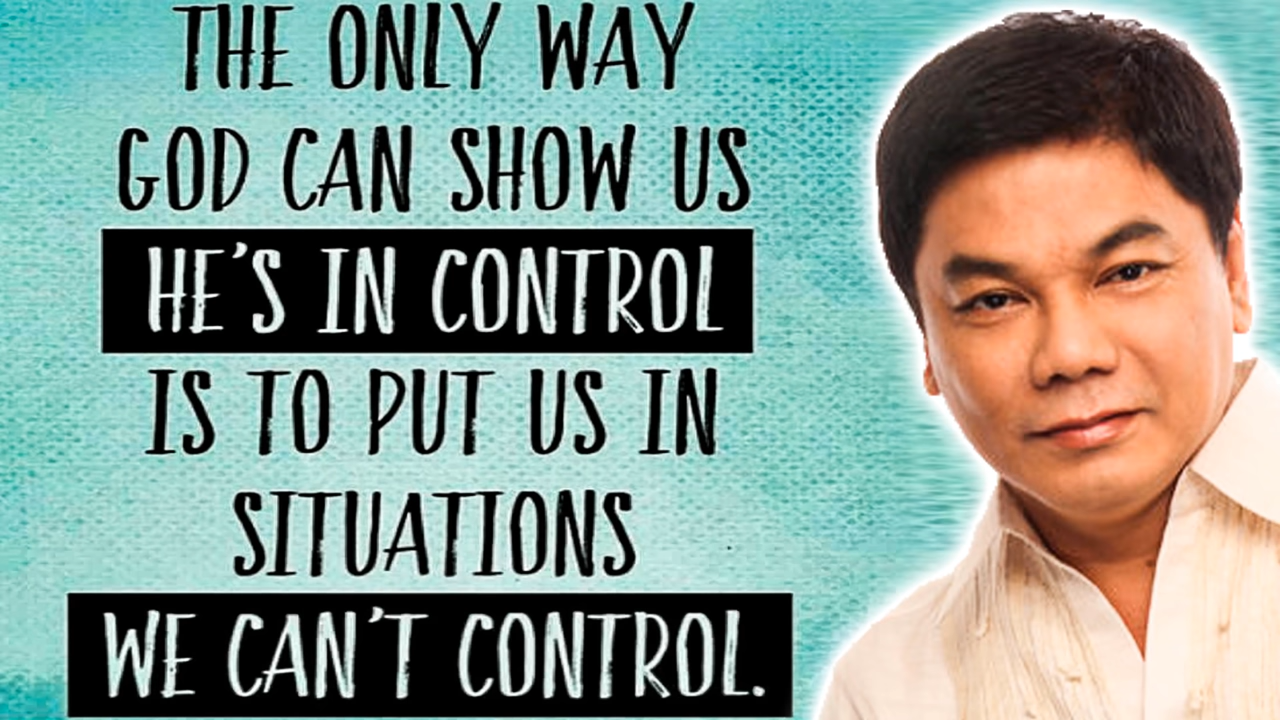 THE ONLY WAY
GOD CAN SHOW US
HE'S IN CONTROL
IS TO PUT US IN
SITUATIONS
WE CAN'T CONTROL.